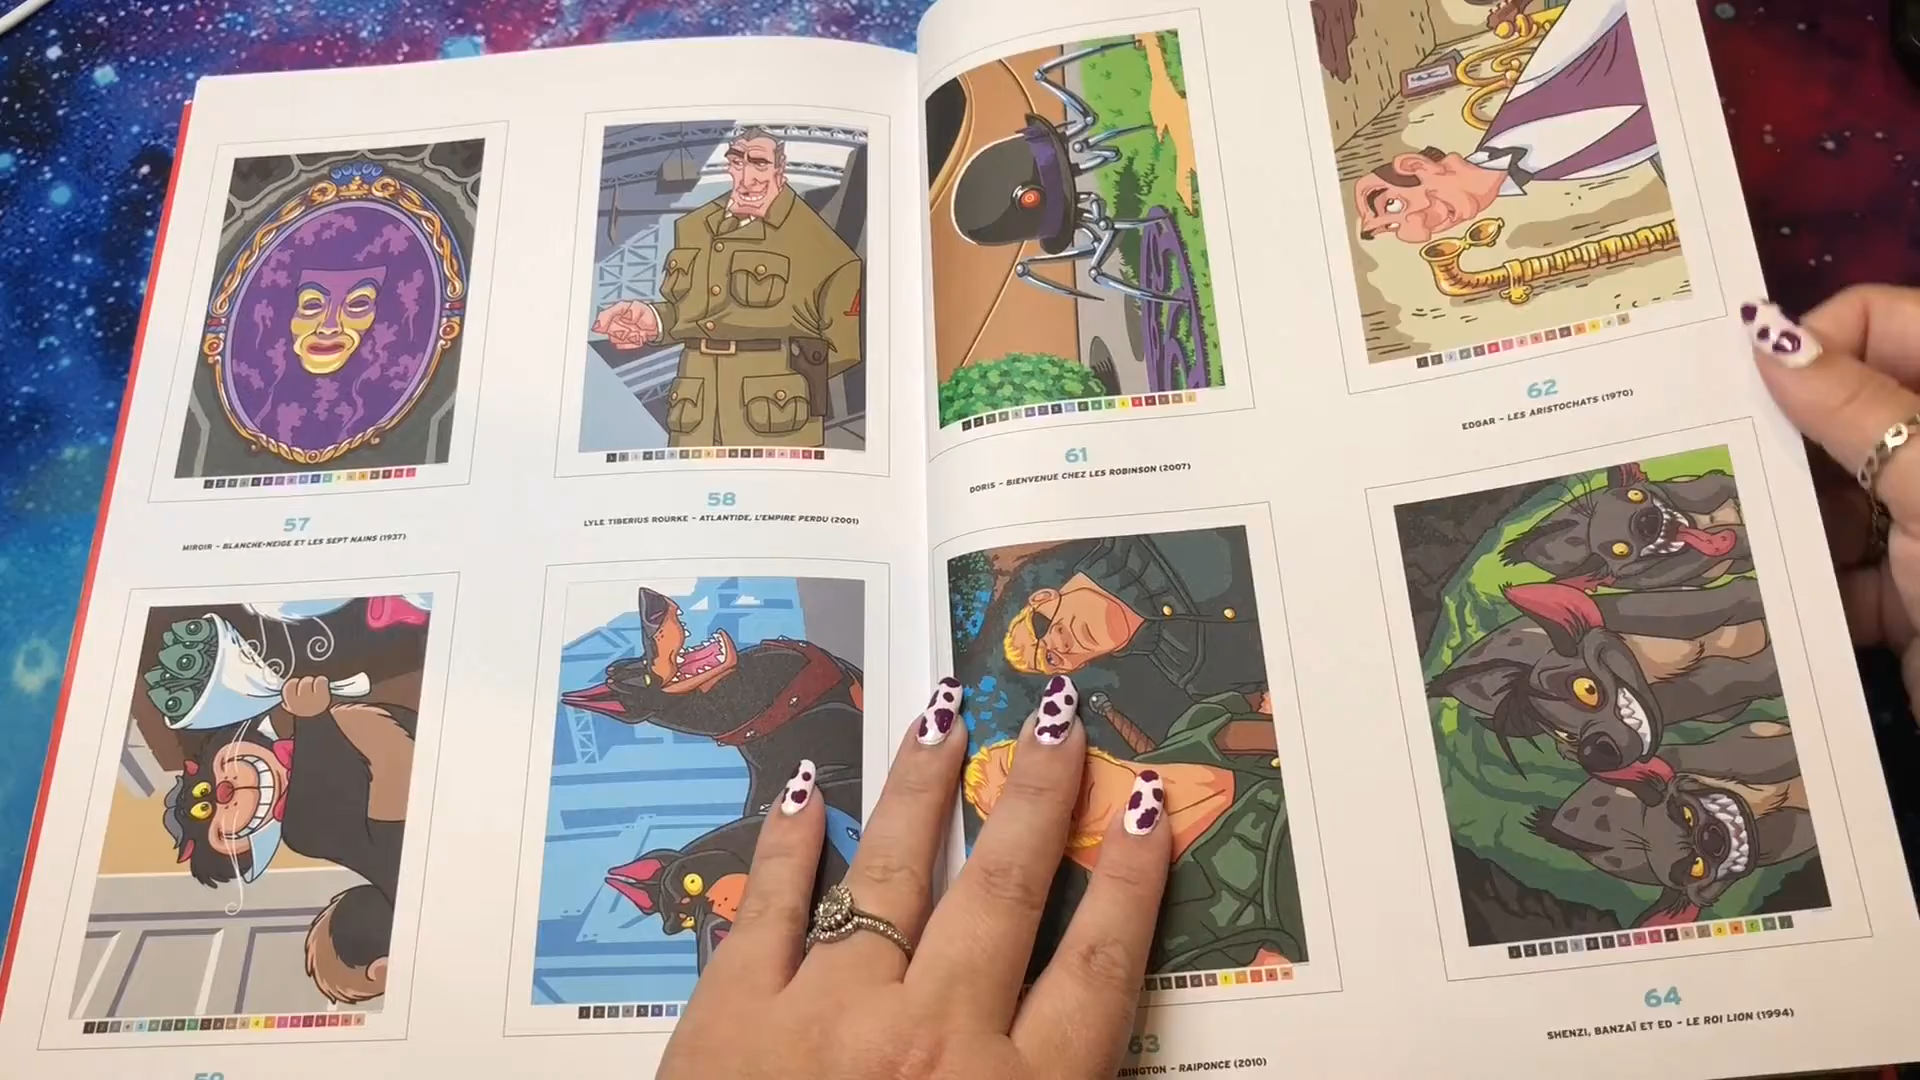 57
MIROIR - BLANCHE-NEIGE ET LES SEPT NAINS (1937)
58
LYLE TIBERIUS ROURKE - ATLANTIDE, L'EMPIRE PERDU (2001)
61
DORIS - BIENVENUE CHEZ LES ROBINSON (2007)
62
EDGAR - LES ARISTOCHATS (1970)
63
- RAIPONCE (2010)
64
SHENZI, BANZAÏ ET ED - LE ROI LION (1994)